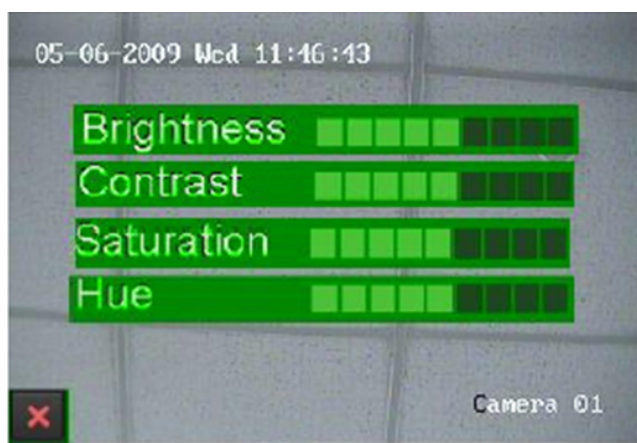 05-06-2009 Wed 11:46:43
Brightness
Contrast
Saturation
Hue
Camera 01